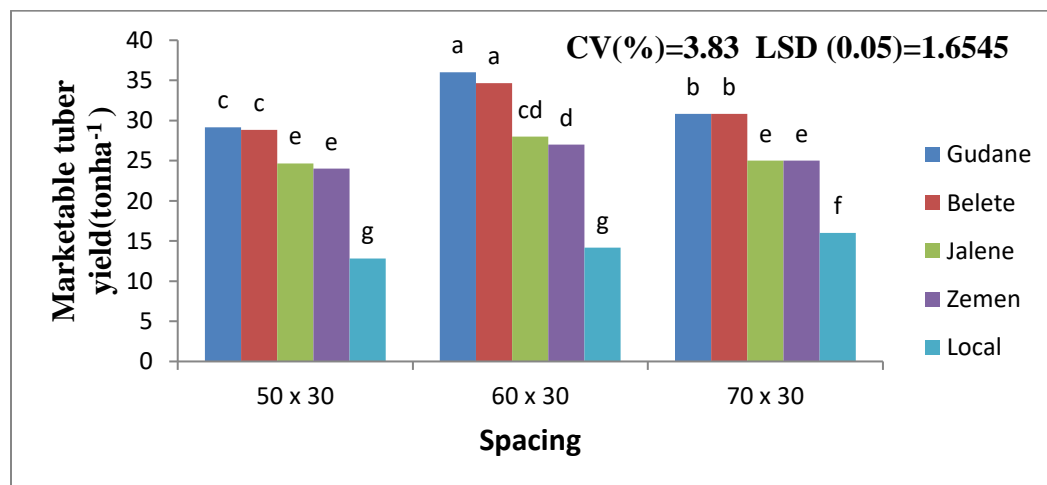 CV(%)=3.83 LSD (0.05)=1.6545
Marketable tuber
yield(tonha⁻¹)
40
35
30
25
20
15
10
5
0
c c e e g
a a cd d g
b b e e f
50 x 30 60 x 30 70 x 30
Spacing
Gudane
Belete
Jalene
Zemen
Local